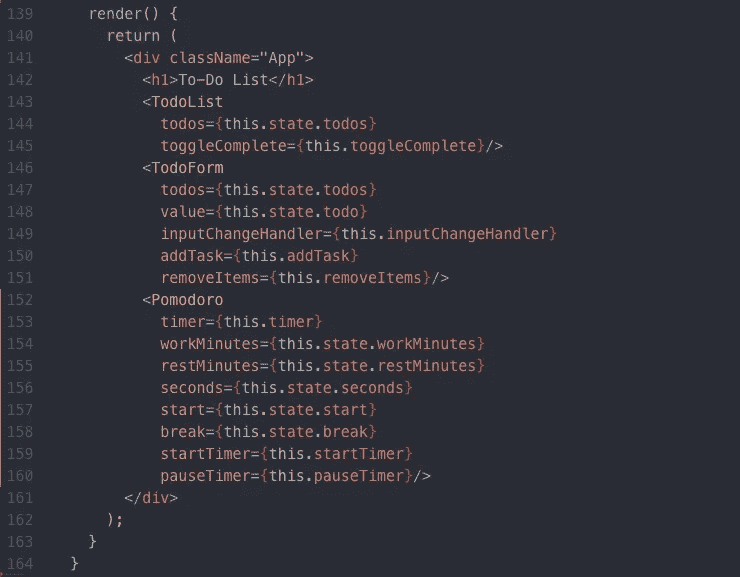 139 render() {
140 return (
141 <div className="App">
142 <h1>To-Do List</h1>
143 <TodoList
144 todos={this.state.todos}
145 toggleComplete={this.toggleComplete}/>
146 <TodoForm
147 todos={this.state.todos}
148 value={this.state.todo}
149 inputChangeHandler={this.inputChangeHandler}
150 addTask={this.addTask}
151 removeItems={this.removeItems}/>
152 <Pomodoro
153 timer={this.timer}
154 workMinutes={this.state.workMinutes}
155 restMinutes={this.state.restMinutes}
156 seconds={this.state.seconds}
157 start={this.state.start}
158 break={this.state.break}
159 startTimer={this.startTimer}
160 pauseTimer={this.pauseTimer}/>
161 </div>
162 );
163 }
164 }